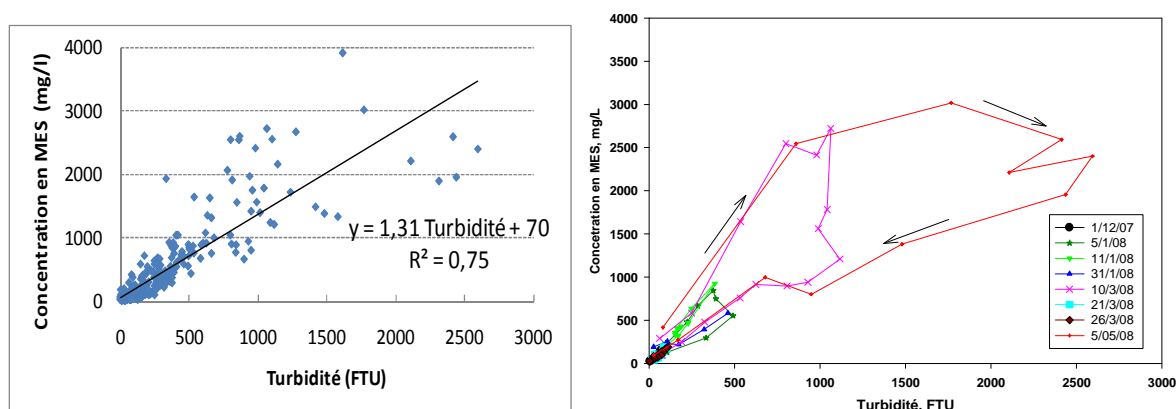 4000
3000
2000
1000
0
0 500 1000 1500 2000 2500 3000
Concentration en MES (mg/l)
Turbidité (FTU)
y = 1,31 Turbidité + 70
R² = 0,75
4000
3500
3000
2500
2000
1500
1000
500
0
0 500 1000 1500 2000 2500 3000
Concetration en MES, mg/L
Turbidité, FTU
1/12/07
5/1/08
11/1/08
31/1/08
10/3/08
21/3/08
26/3/08
5/05/08